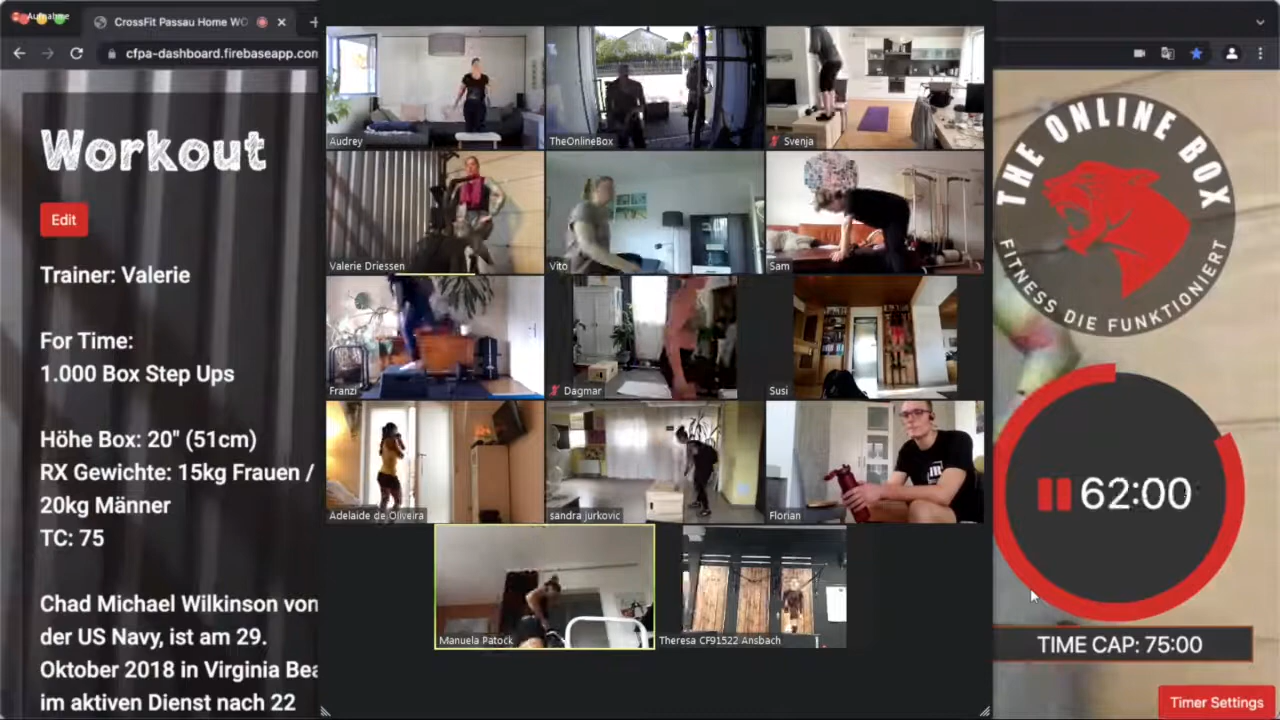 Aufnahme
CrossFit Passau Home WO
cfpa-dashboard.firebaseapp.com
Workout
Edit
Trainer: Valerie
For Time:
1.000 Box Step Ups
Höhe Box: 20" (51cm)
RX Gewichte: 15kg Frauen /
20kg Männer
TC: 75
Chad Michael Wilkinson von
der US Navy, ist am 29.
Oktober 2018 in Virginia Bea
im aktiven Dienst nach 22
Audrey
TheOnlineBox
Svenja
Valerie Driessen
Vito
Sam
Franzi
Dagmar
Susi
Adelaide de Oliveira
sandra jurkovic
Florian
Manuela Patock
Theresa CF91522 Ansbach
THE ONLINE BOX
FITNESS DIE FUNKTIONIERT
62:00
TIME CAP: 75:00
Timer Settings